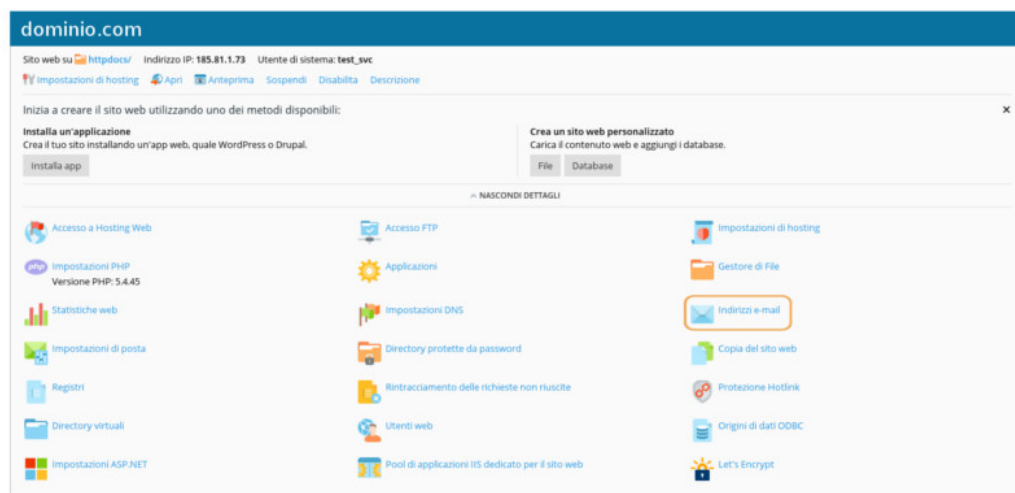 dominio.com
Sito web su httpdocs/ Indirizzo IP: 185.81.1.73 Utente di sistema: test_svc
Impostazioni di hosting Apri Anteprima Sospendi Disabilita Descrizione
Inizia a creare il sito web utilizzando uno dei metodi disponibili:
Installa un'applicazione
Crea il tuo sito installando un'app web, quale WordPress o Drupal.
Installa app
Crea un sito web personalizzato
Carica il contenuto web e aggiungi i database.
File Database
NASCONDI DETTAGLI
Accesso a Hosting Web Accesso FTP Impostazioni di hosting
php Impostazioni PHP Applicazioni Gestore di File
Versione PHP: 5.4.45
Statistiche web Impostazioni DNS Indirizzi e-mail
Impostazioni di posta Directory protette da password Copia del sito web
Registri Rintracciamento delle richieste non riuscite Protezione Hotlink
Directory virtuali Utenti web Origini di dati ODBC
Impostazioni ASP.NET Pool di applicazioni IIS dedicato per il sito web Let's Encrypt